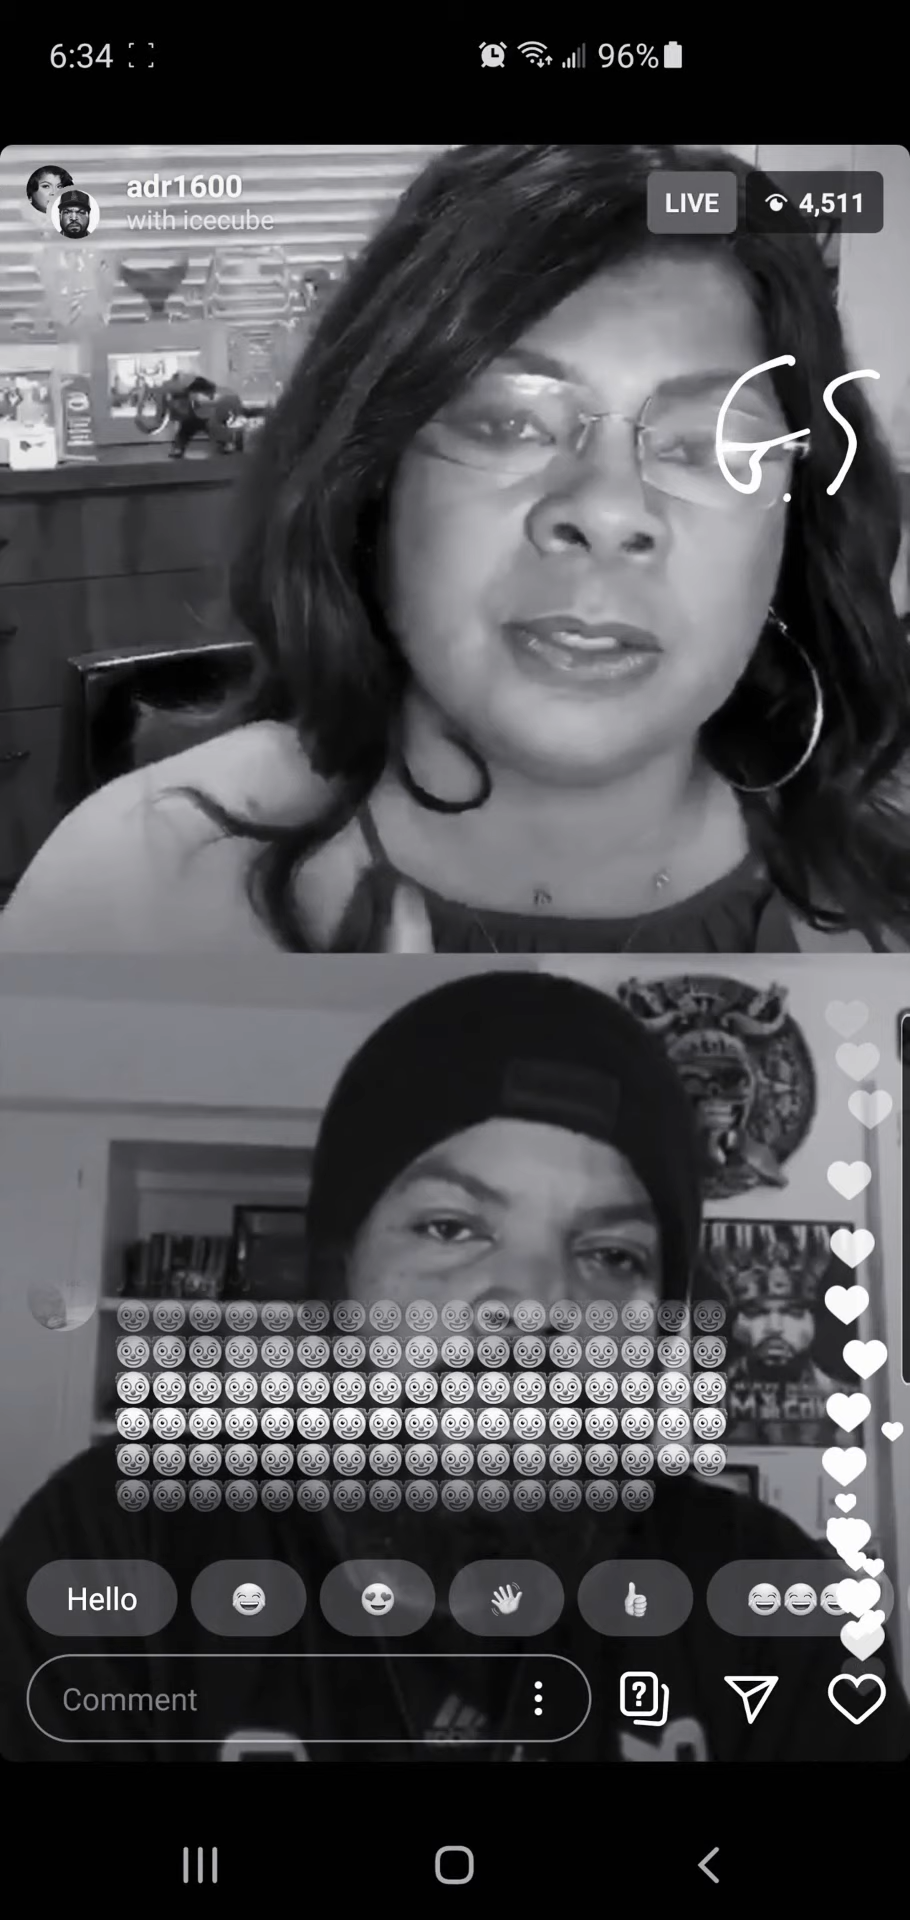 6:34 96%
adr1600
with icecube
LIVE 4,511
G.S
Hello
Comment